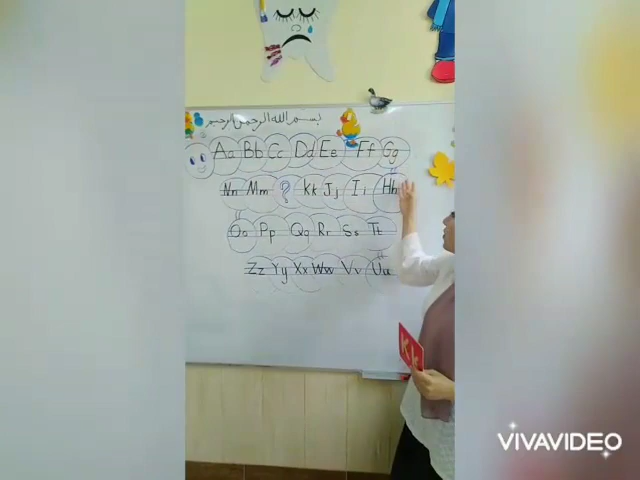 بسم الله الرحمن الرحيم
Aa Bb Cc Dd Ee Ff Gg
Nn Mm ? Kk Jj Ii Hh
Oo Pp Qq Rr Ss Tt
Zz Yy Xx Ww Vv Uu
Kk
VIVAVIDEO